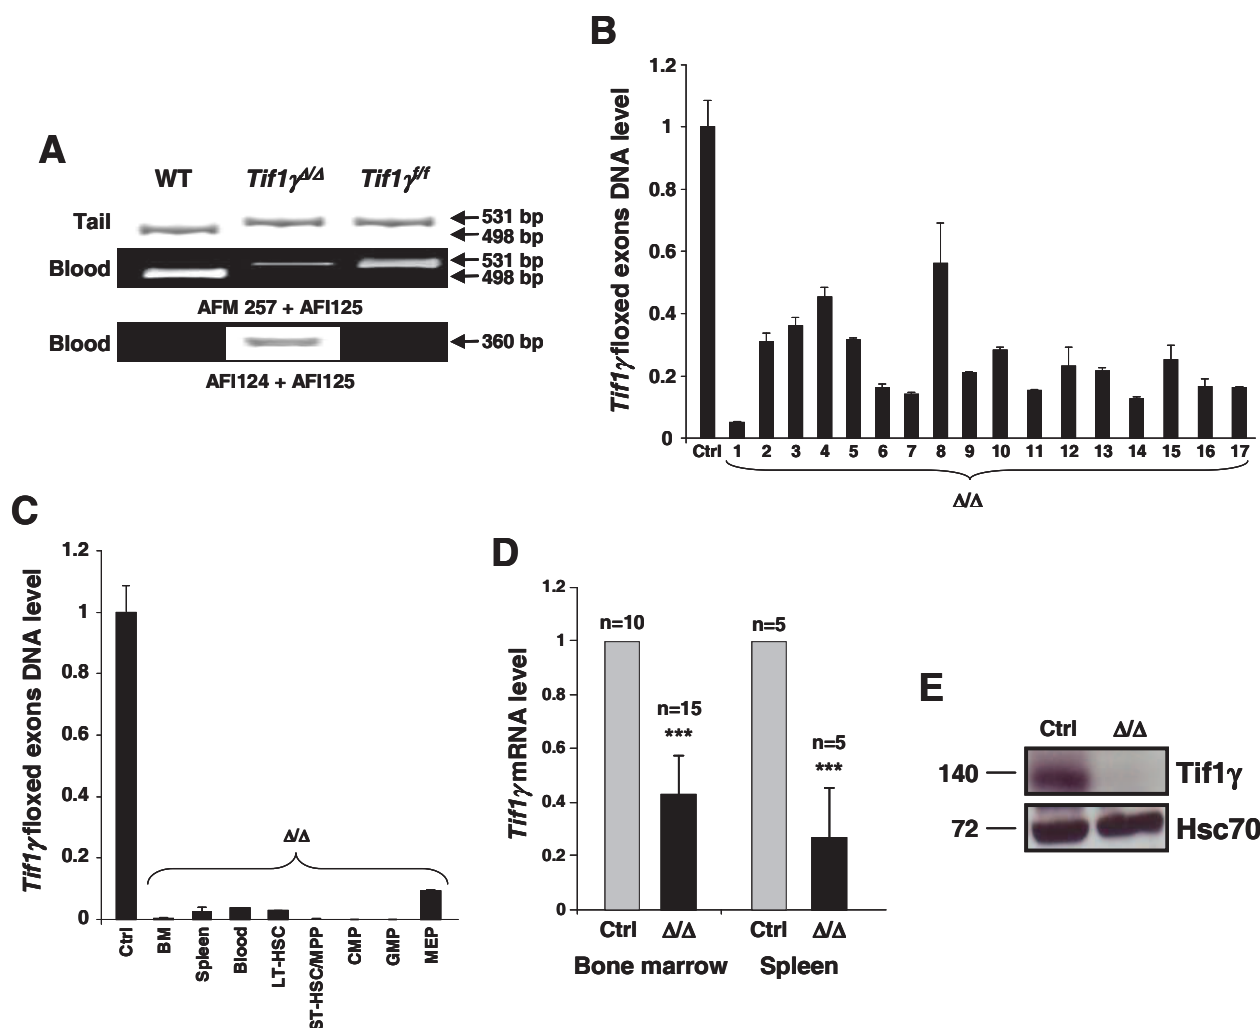 A
WT Tif1γΔ/Δ Tif1γf/f
Tail
531 bp
498 bp
Blood
531 bp
498 bp
AFM 257 + AFI125
Blood
360 bp
AFI124 + AFI125
B
Tif1γ floxed exons DNA level
1.2
1
0.8
0.6
0.4
0.2
0
Ctrl 1 2 3 4 5 6 7 8 9 10 11 12 13 14 15 16 17
Δ/Δ
C
Tif1γ floxed exons DNA level
1.2
1
0.8
0.6
0.4
0.2
0
Δ/Δ
Ctrl
BM
Spleen
Blood
LT-HSC
ST-HSC/MPP
CMP
GMP
MEP
D
Tif1γ mRNA level
1.2
1
0.8
0.6
0.4
0.2
0
n=10
n=15
***
n=5
n=5
***
Ctrl Δ/Δ Ctrl Δ/Δ
Bone marrow Spleen
E
Ctrl Δ/Δ
140 Tif1γ
72 Hsc70